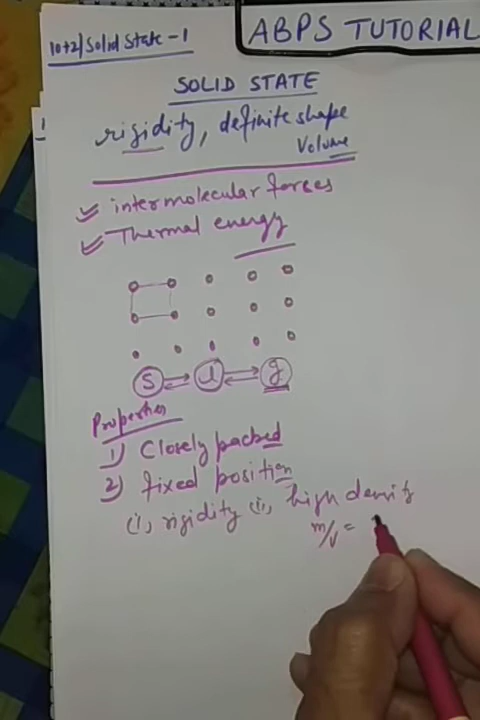 10+2/Solid State-1
ABPS TUTORIAL
SOLID STATE
rigidity, definite shape
Volume
intermolecular forces
Thermal energy
S ⇌ l ⇌ g
Properties
1) Closely packed
2) fixed position
(i, rigidity (ii, high density
m/v =